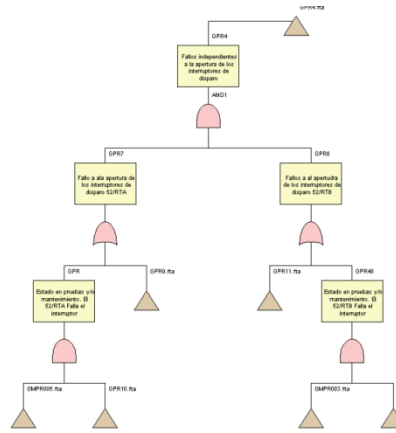 GPR4.fta
GPR4
Fallos independientes
a la apertura de los
interruptores de
disparo
AND1
GPR7
GPR8
Fallo a ala apertura de
los interruptores de
disparo 52/RTA
Fallos a al apertudra
de los interruptores de
disparo 52/RTB
GPR
GPR9.fta
GPR11.fta
GPR48
Estado en pruebas y/o
mantenimiento. El
52/RTA Falla el
interruptor
Estado en pruebas y/o
mantenimiento. El
52/RTB Falla el
interruptor
GMPR005.fta
GPR10.fta
GMPR003.fta